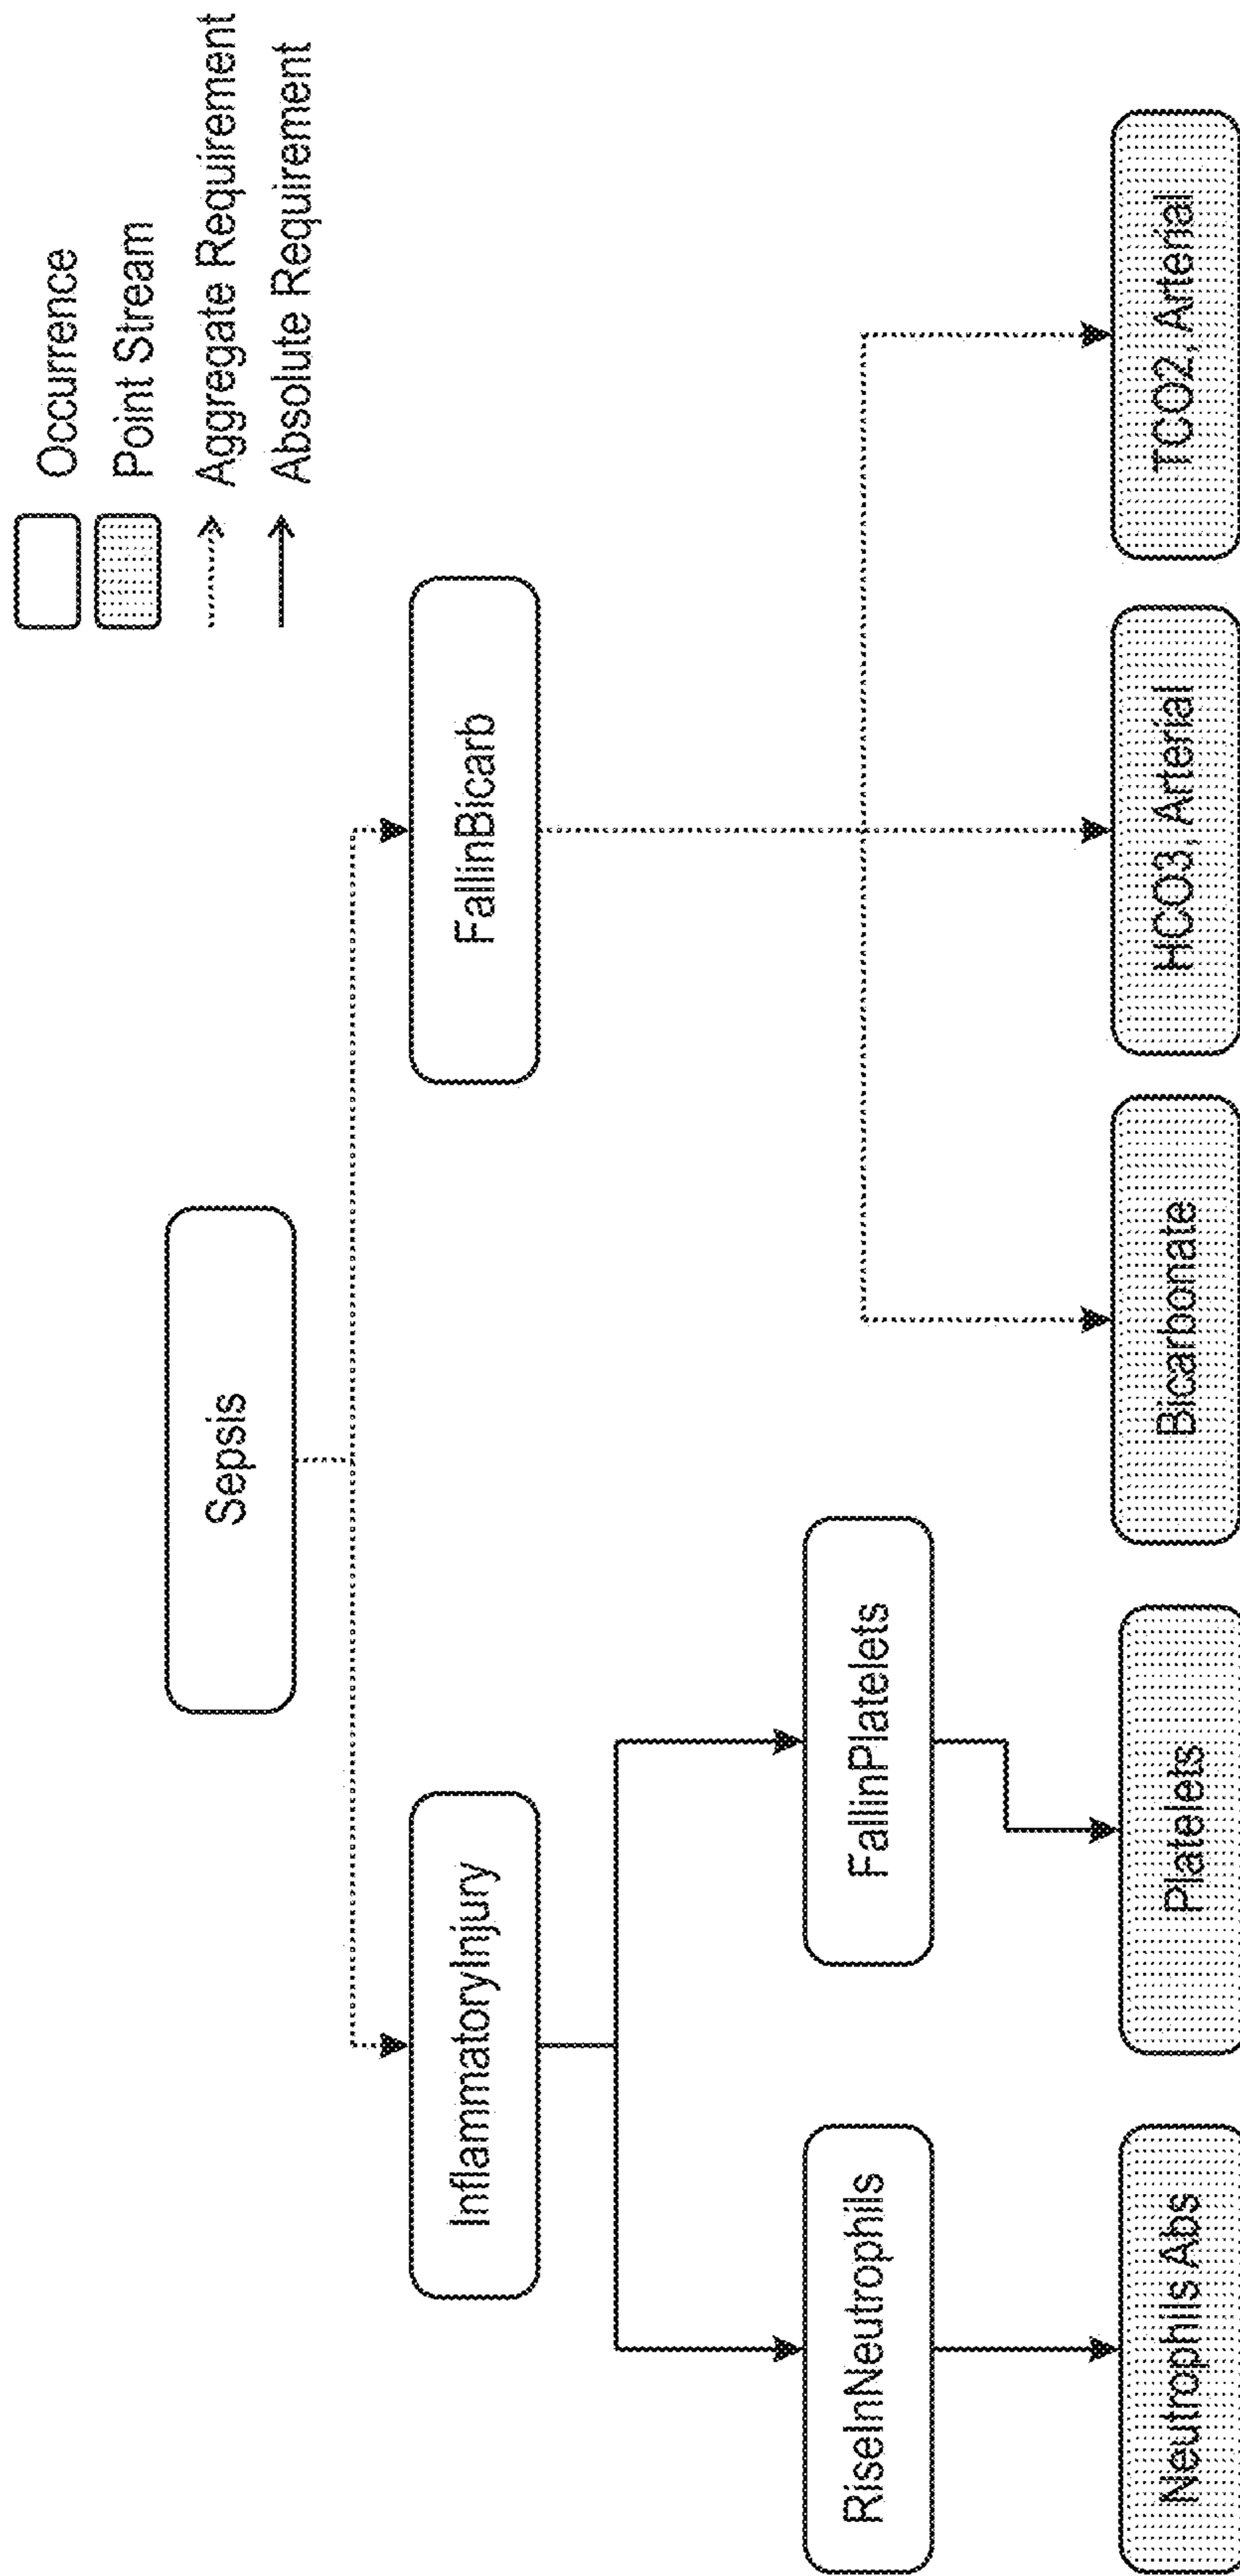 Occurrence
Point Stream
Aggregate Requirement
Absolute Requirement
Sepsis
InflammatoryInjury
FallinBicarb
RiseInNeutrophils
FallinPlatelets
Neutrophils Abs
Platelets
Bicarbonate
HCO3, Arterial
TCO2, Arterial